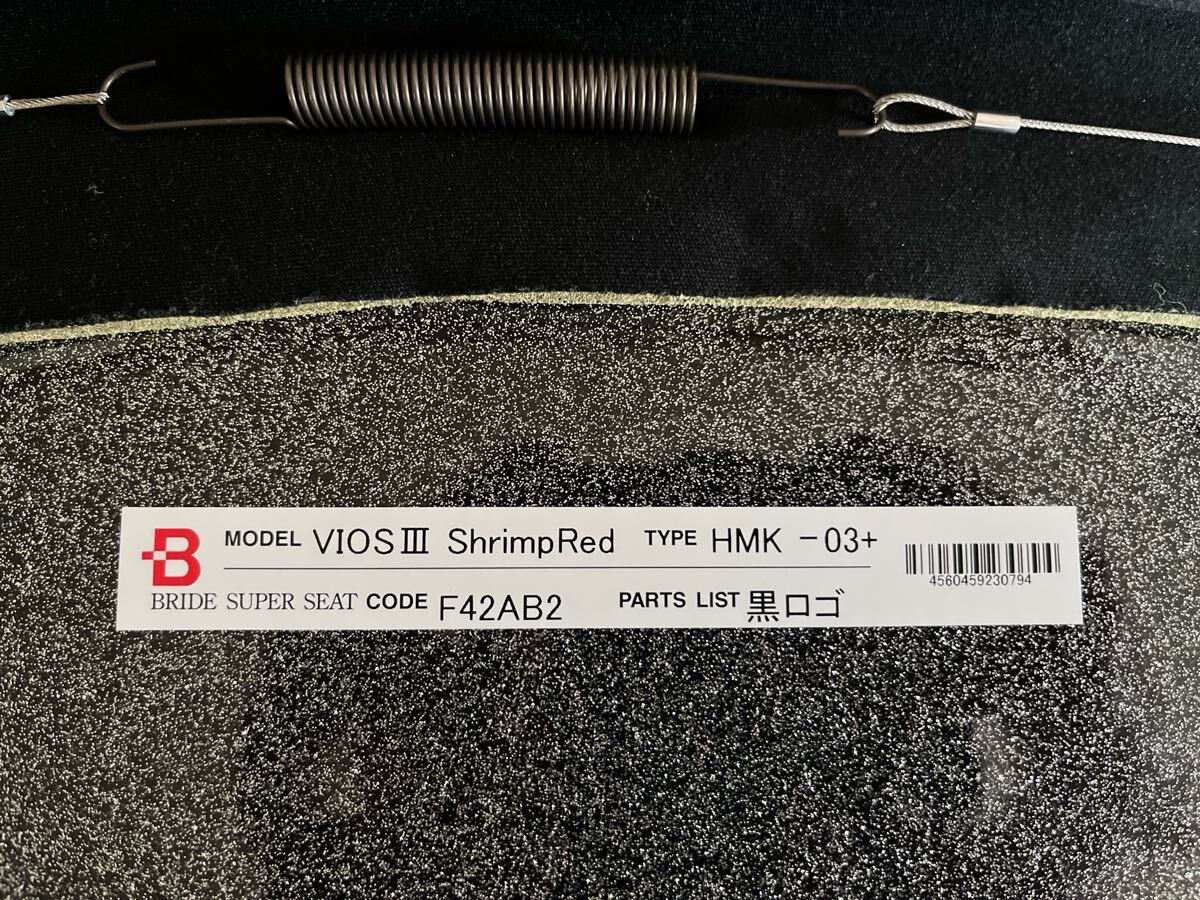 B MODEL VIOSⅢ ShrimpRed TYPE HMK -03+
4560459230794
BRIDE SUPER SEAT CODE F42AB2 PARTS LIST 黒ロゴ